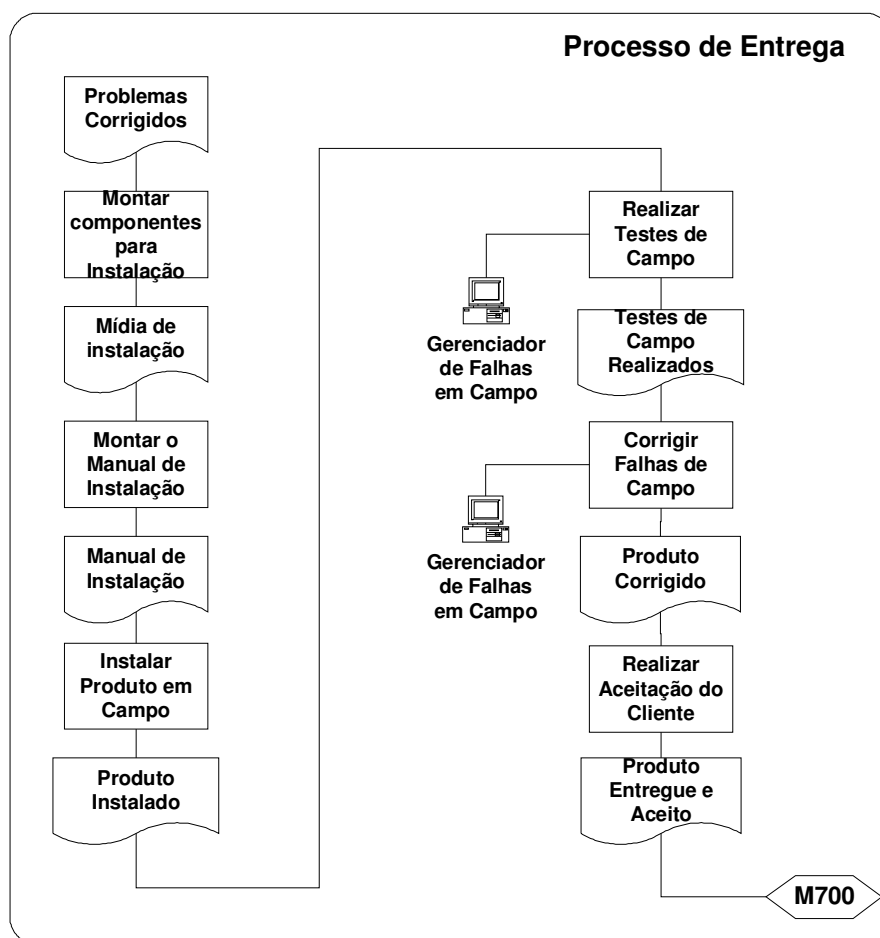 Processo de Entrega
Problemas
Corrigidos
Montar
componentes
para
Instalação
Mídia de
instalação
Montar o
Manual de
Instalação
Manual de
Instalação
Instalar
Produto em
Campo
Produto
Instalado
Realizar
Testes de
Campo
Gerenciador
de Falhas
em Campo
Testes de
Campo
Realizados
Corrigir
Falhas de
Campo
Gerenciador
de Falhas
em Campo
Produto
Corrigido
Realizar
Aceitação do
Cliente
Produto
Entregue e
Aceito
M700